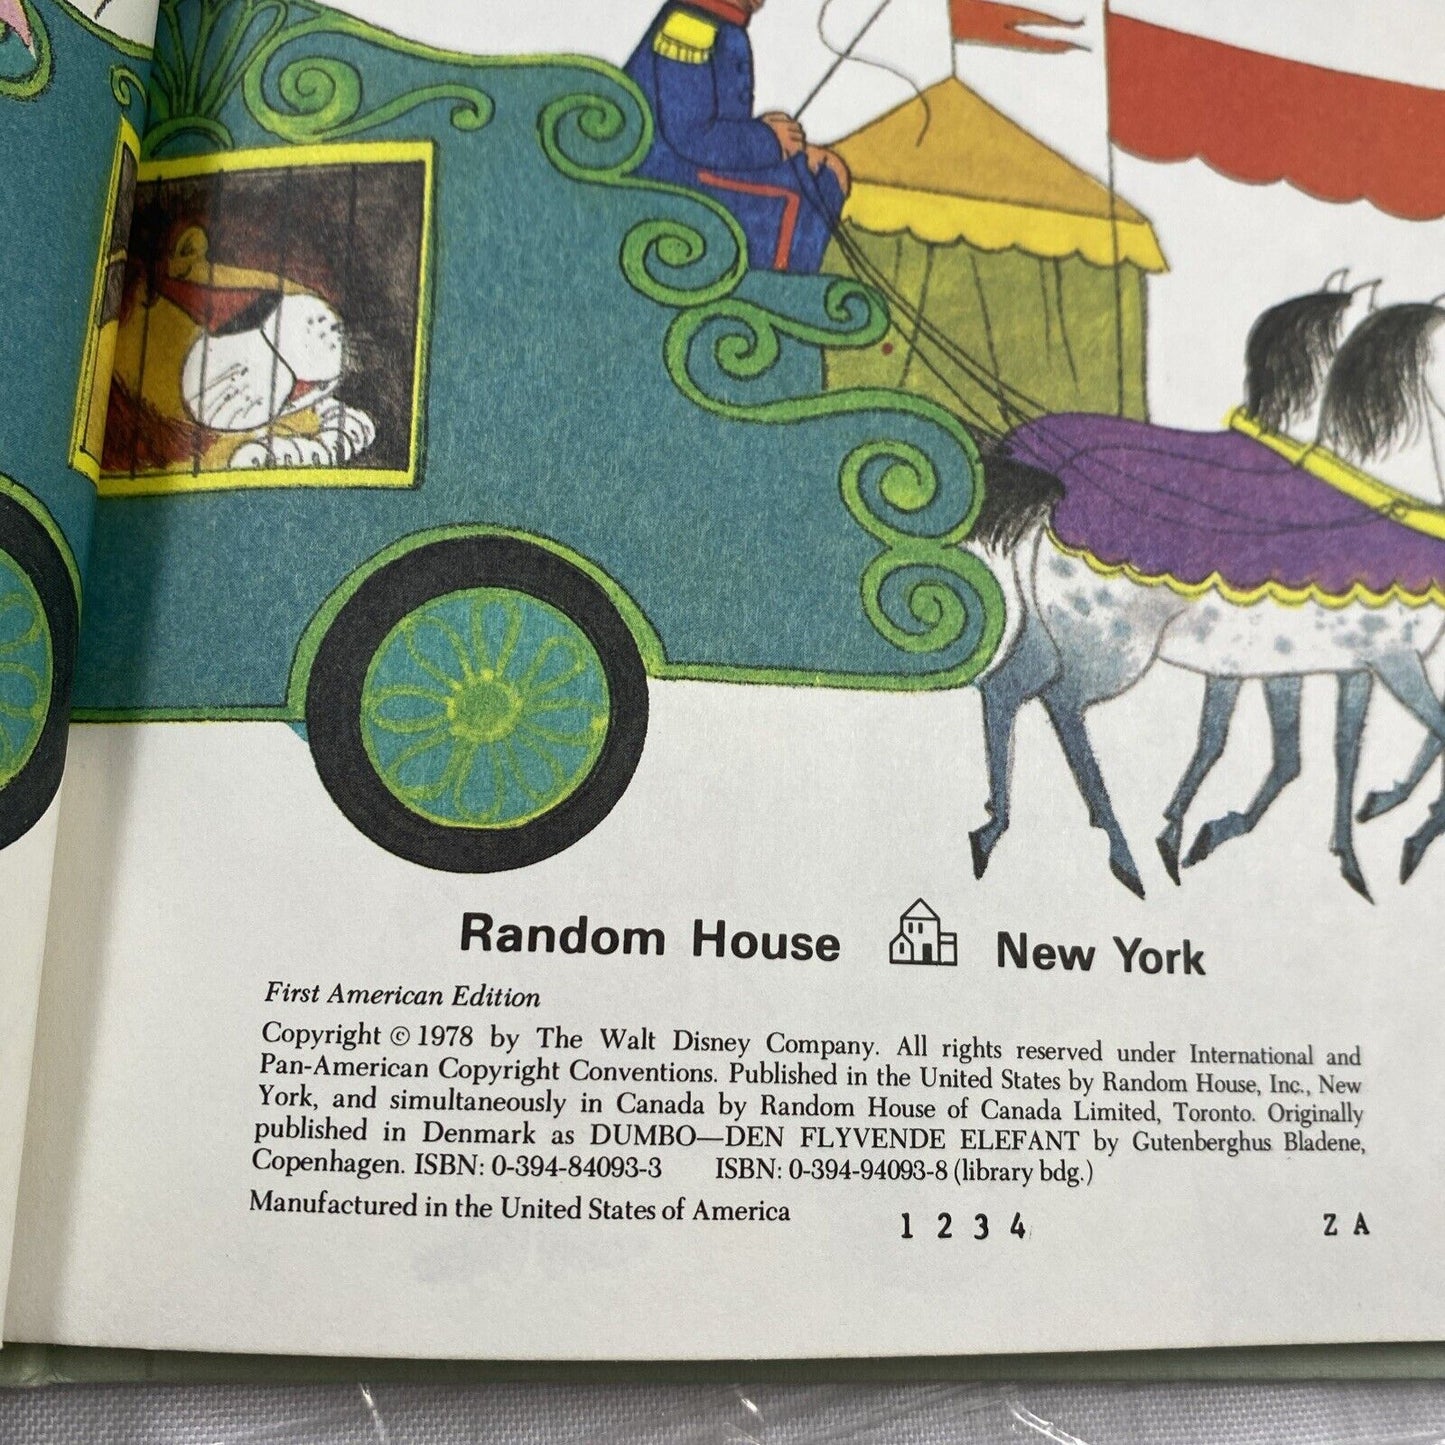 Random House New York
First American Edition
Copyright © 1978 by The Walt Disney Company. All rights reserved under International and
Pan-American Copyright Conventions. Published in the United States by Random House, Inc., New
York, and simultaneously in Canada by Random House of Canada Limited, Toronto. Originally
published in Denmark as DUMBO—DEN FLYVENDE ELEFANT by Gutenberghus Bladene,
Copenhagen. ISBN: 0-394-84093-3 ISBN: 0-394-94093-8 (library bdg.)
Manufactured in the United States of America 1 2 3 4 Z A